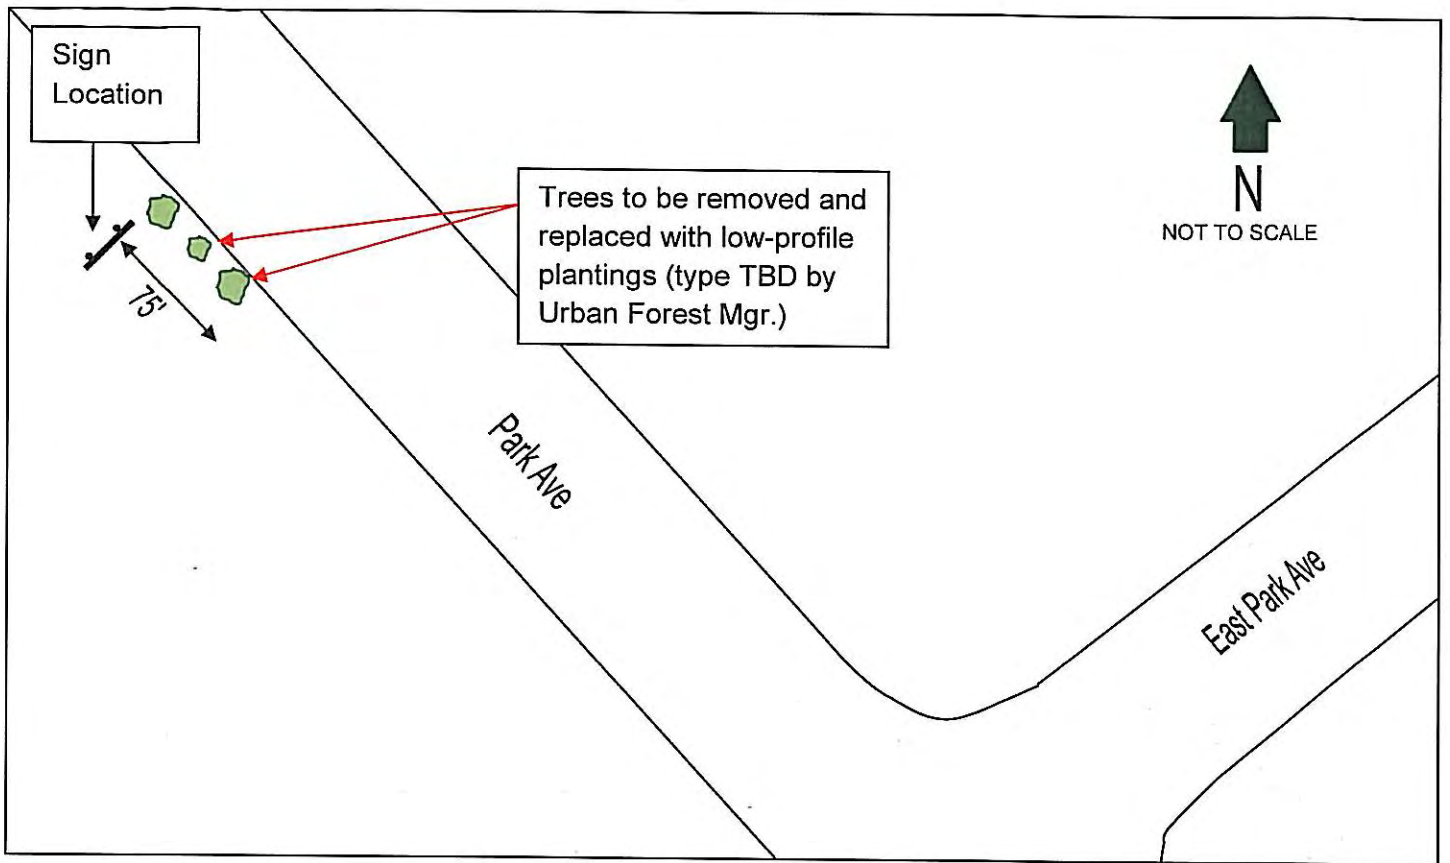 Sign
Location
Trees to be removed and
replaced with low-profile
plantings (type TBD by
Urban Forest Mgr.)
N
NOT TO SCALE
75'
Park Ave
East Park Ave